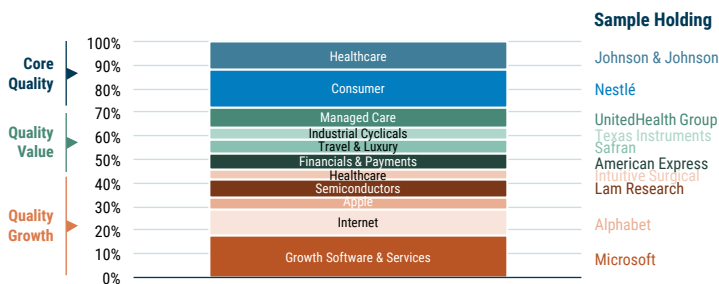 Sample Holding
Core
Quality
Quality
Value
Quality
Growth
100%
90%
80%
70%
60%
50%
40%
30%
20%
10%
0%
Healthcare
Consumer
Managed Care
Industrial Cyclicals
Travel & Luxury
Financials & Payments
Healthcare
Semiconductors
Apple
Internet
Growth Software & Services
Johnson & Johnson
Nestlé
UnitedHealth Group
Texas Instruments
Safran
American Express
Intuitive Surgical
Lam Research
Alphabet
Microsoft